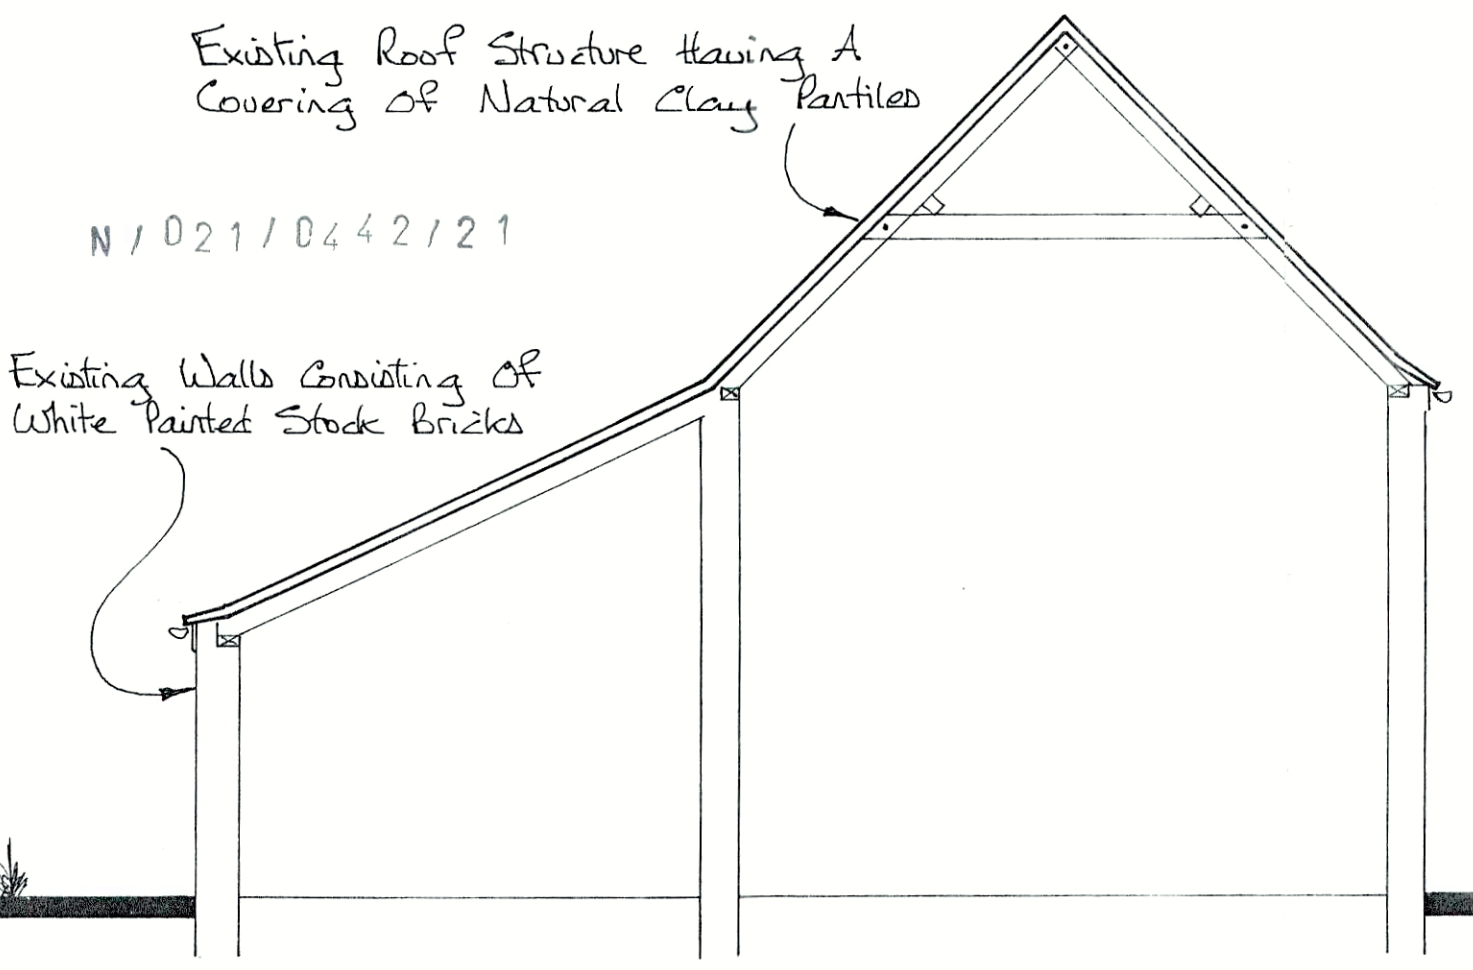 Existing Roof Structure Having A
Covering Of Natural Clay Pantiles
N/021/0442/21
Existing Walls Consisting Of
White Painted Stock Bricks